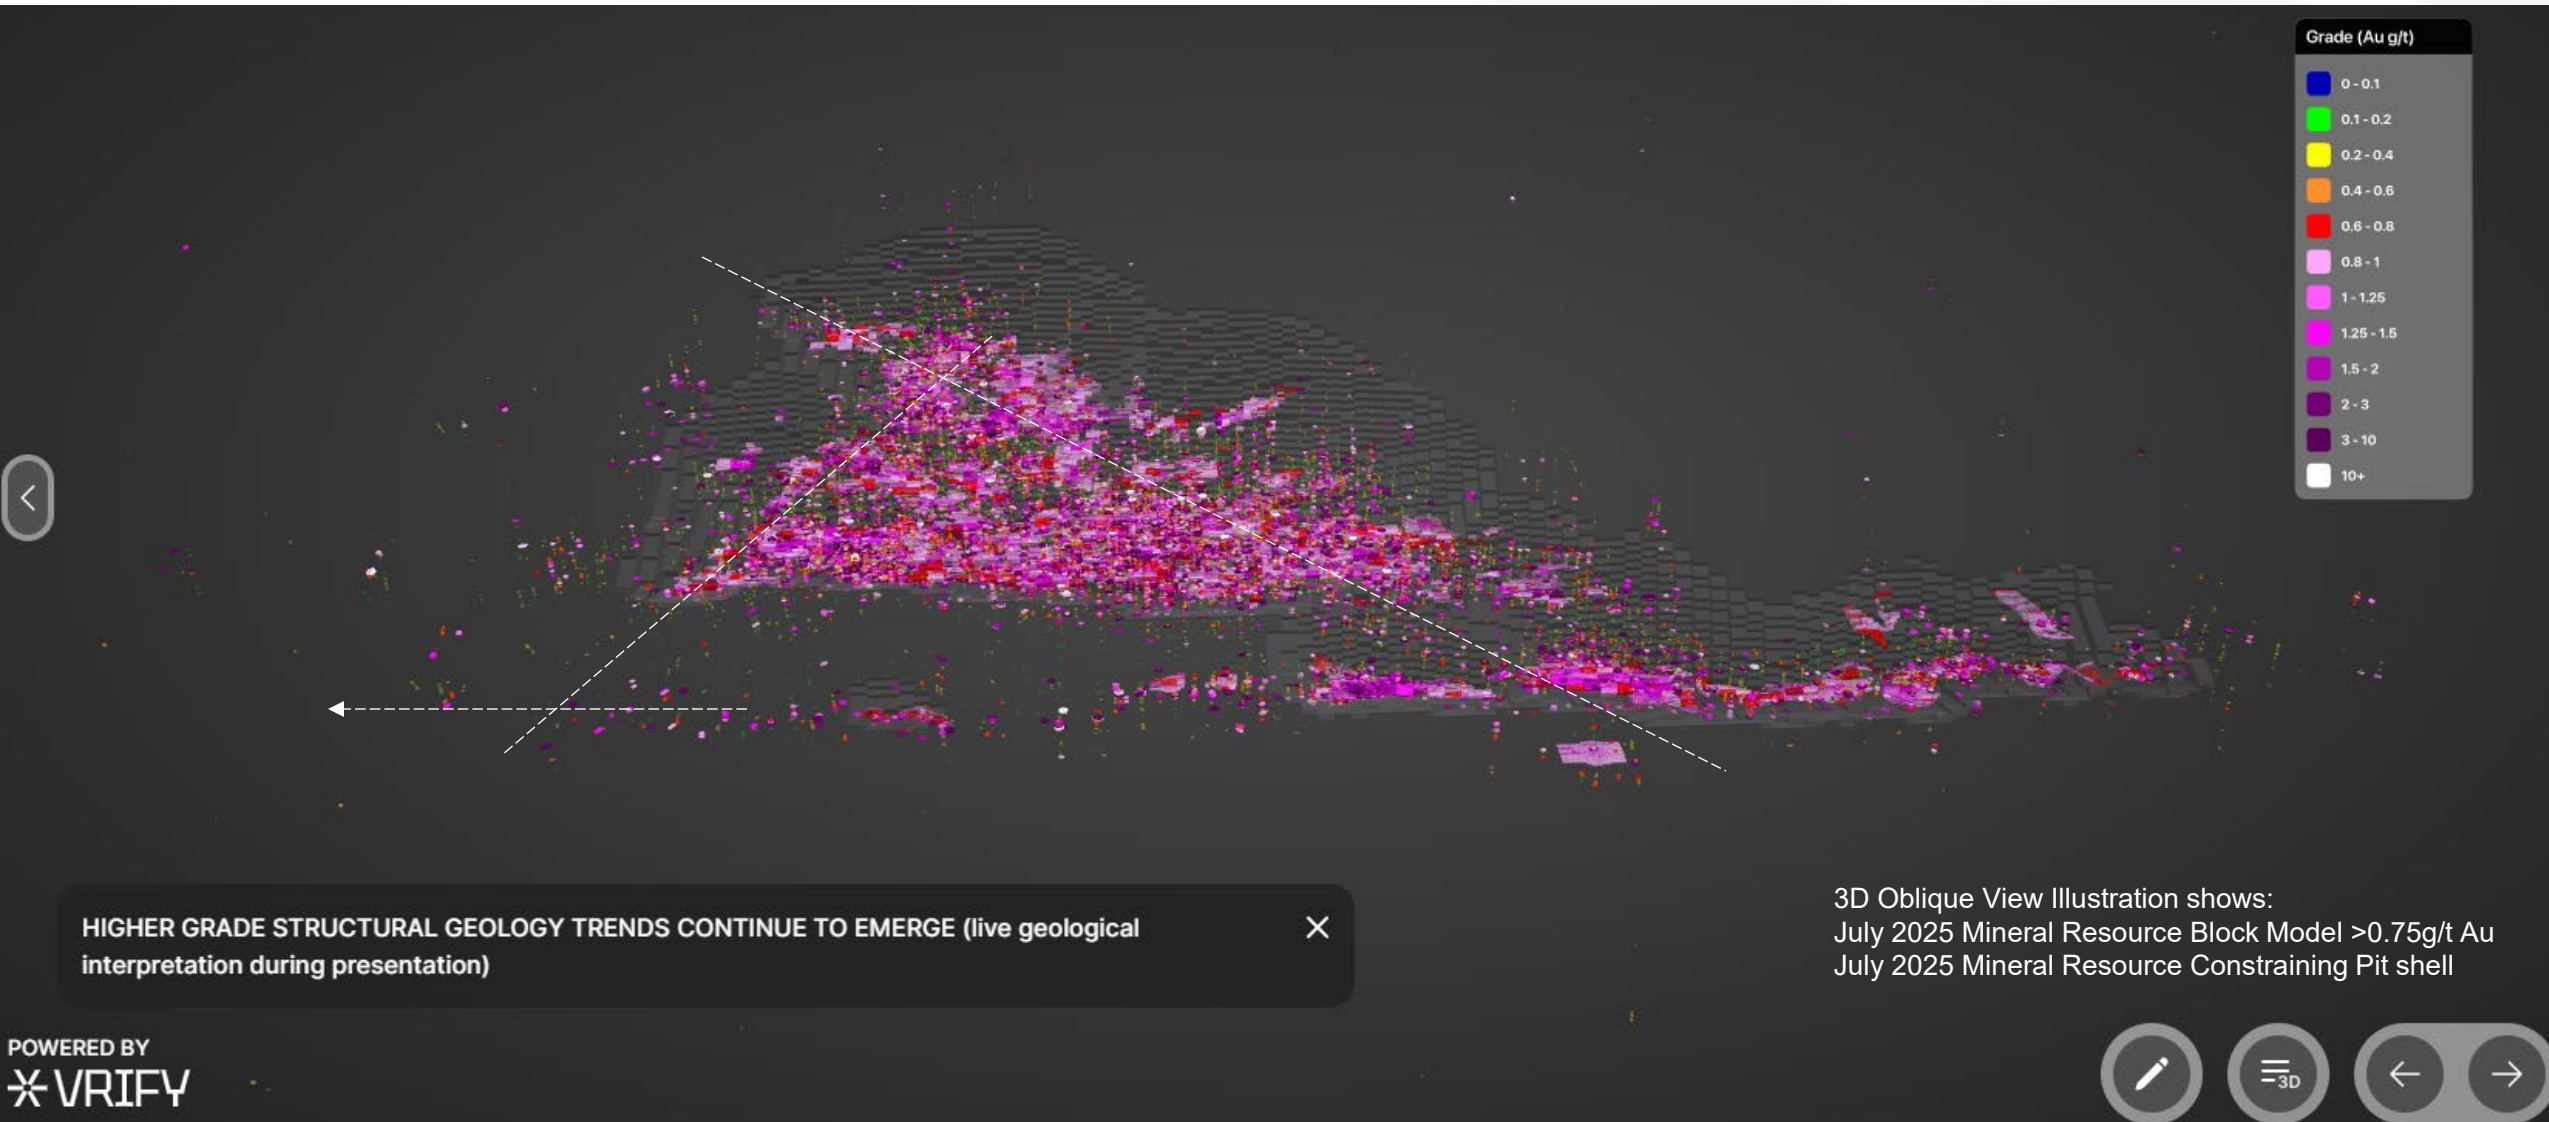 Grade (Au g/t)
0 - 0.1
0.1 - 0.2
0.2 - 0.4
0.4 - 0.6
0.6 - 0.8
0.8 - 1
1 - 1.25
1.25 - 1.5
1.5 - 2
2 - 3
3 - 10
10+
HIGHER GRADE STRUCTURAL GEOLOGY TRENDS CONTINUE TO EMERGE (live geological
interpretation during presentation)
3D Oblique View Illustration shows:
July 2025 Mineral Resource Block Model >0.75g/t Au
July 2025 Mineral Resource Constraining Pit shell
POWERED BY
VRIFY
3D